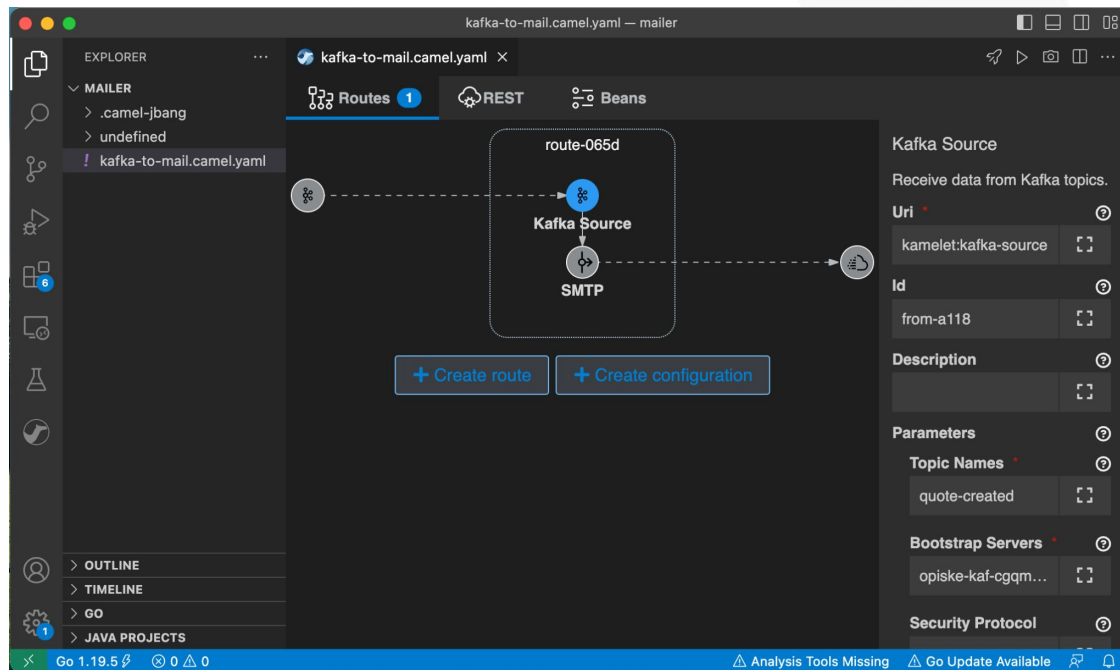 kafka-to-mail.camel.yaml — mailer
EXPLORER
MAILER
.camel-jbang
undefined
! kafka-to-mail.camel.yaml
OUTLINE
TIMELINE
GO
JAVA PROJECTS
6
1
kafka-to-mail.camel.yaml
Routes 1
REST
Beans
route-065d
Kafka Source
SMTP
+ Create route
+ Create configuration
Kafka Source
Receive data from Kafka topics.
Uri *
kamelet:kafka-source
Id
from-a118
Description
Parameters
Topic Names *
quote-created
Bootstrap Servers *
opiske-kaf-cgqm...
Security Protocol
Go 1.19.5 0 0 Analysis Tools Missing Go Update Available